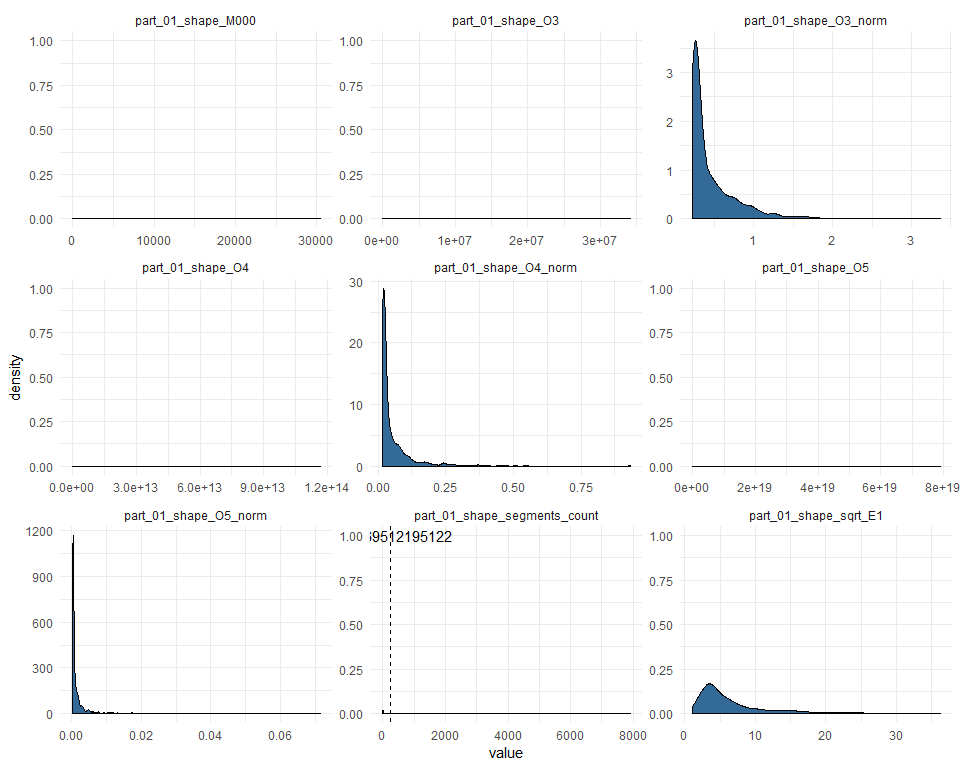 part_01_shape_M000 part_01_shape_O3 part_01_shape_O3_norm
1.00 1.00
0.75 0.75 3
0.50 0.50 2
0.25 0.25 1
0.00 0.00 0
0 10000 20000 30000 0e+00 1e+07 2e+07 3e+07 1 2 3
part_01_shape_O4 part_01_shape_O4_norm part_01_shape_O5
1.00 30 1.00
0.75 20 0.75
0.50 0.50
0.25 10 0.25
0.00 0 0.00
0.0e+00 3.0e+13 6.0e+13 9.0e+13 1.2e+14 0.00 0.25 0.50 0.75 0e+00 2e+19 4e+19 6e+19 8e+19
density
part_01_shape_O5_norm part_01_shape_segments_count part_01_shape_sqrt_E1
1200 1.00 39512195122 1.00
900 0.75 0.75
600 0.50 0.50
300 0.25 0.25
0 0.00 0.00
0.00 0.02 0.04 0.06 0 2000 4000 6000 8000 0 10 20 30
value